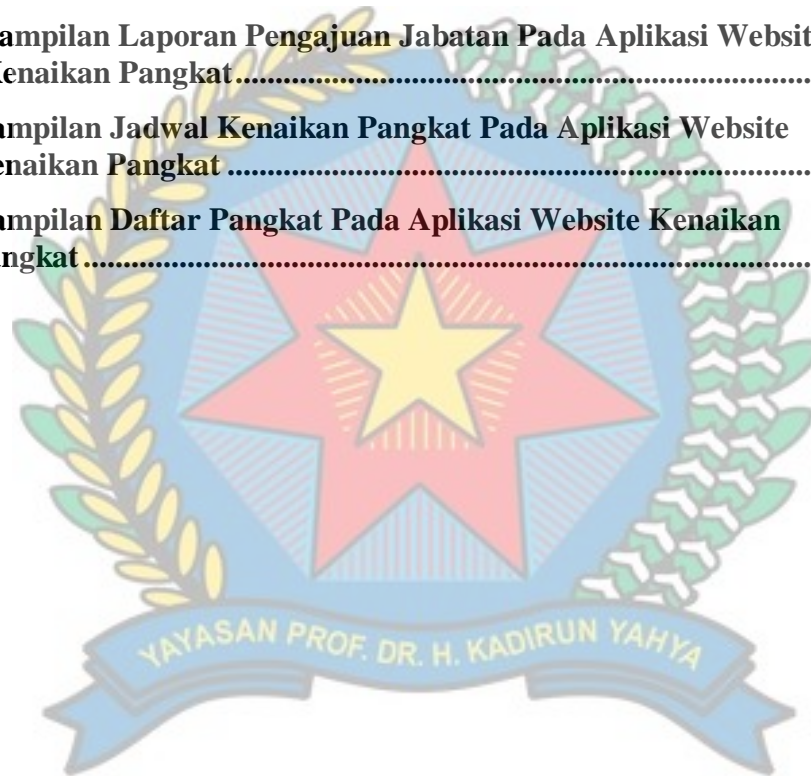 ampilan Laporan Pengajuan Jabatan Pada Aplikasi Websit
Kenaikan Pangkat.......................................................................
ampilan Jadwal Kenaikan Pangkat Pada Aplikasi Website
enaikan Pangkat .......................................................................
ampilan Daftar Pangkat Pada Aplikasi Website Kenaikan
angkat .........................................................................................
YAYASAN PROF. DR. H. KADIRUN YAHYA